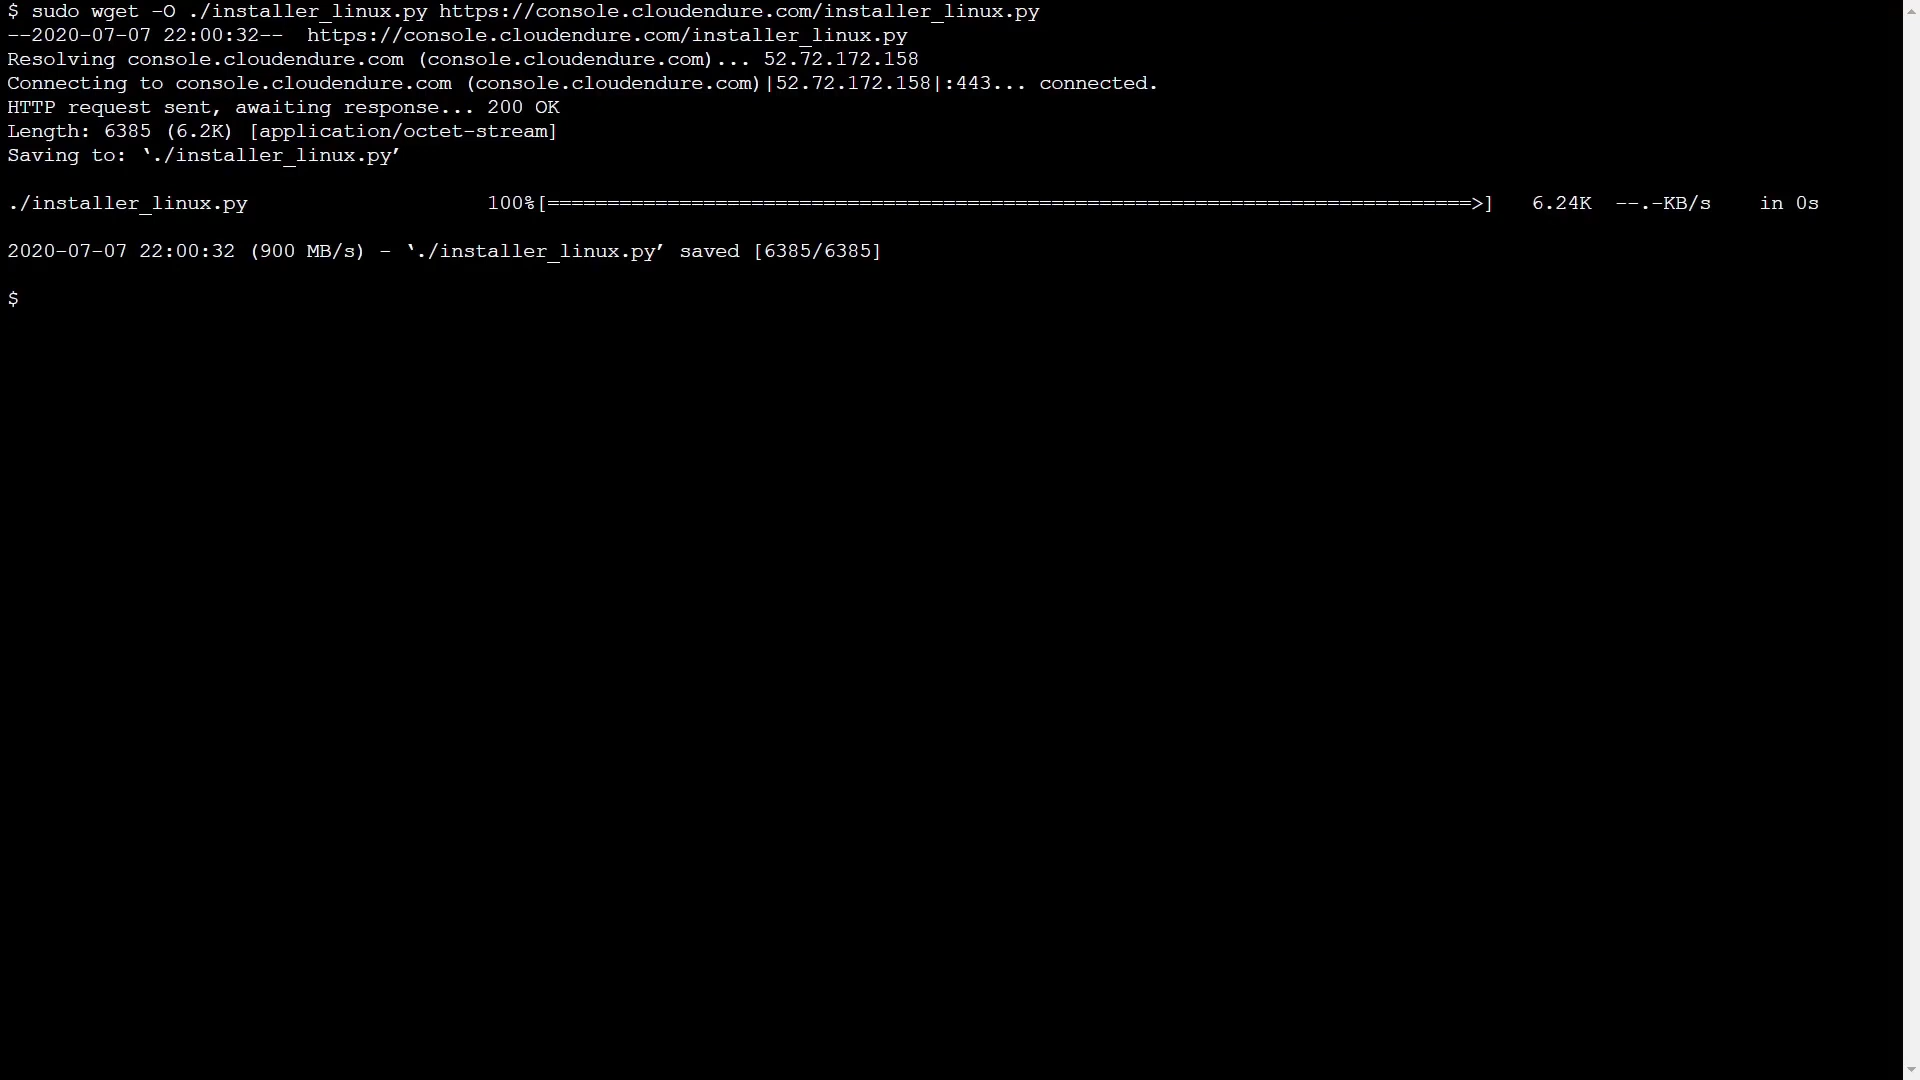 $ sudo wget -O ./installer_linux.py https://console.cloudendure.com/installer_linux.py
--2020-07-07 22:00:32--  https://console.cloudendure.com/installer_linux.py
Resolving console.cloudendure.com (console.cloudendure.com)... 52.72.172.158
Connecting to console.cloudendure.com (console.cloudendure.com)|52.72.172.158|:443... connected.
HTTP request sent, awaiting response... 200 OK
Length: 6385 (6.2K) [application/octet-stream]
Saving to: ‘./installer_linux.py’
./installer_linux.py                    100%[=============================================================================>]   6.24K  --.-KB/s    in 0s
2020-07-07 22:00:32 (900 MB/s) - ‘./installer_linux.py’ saved [6385/6385]
$